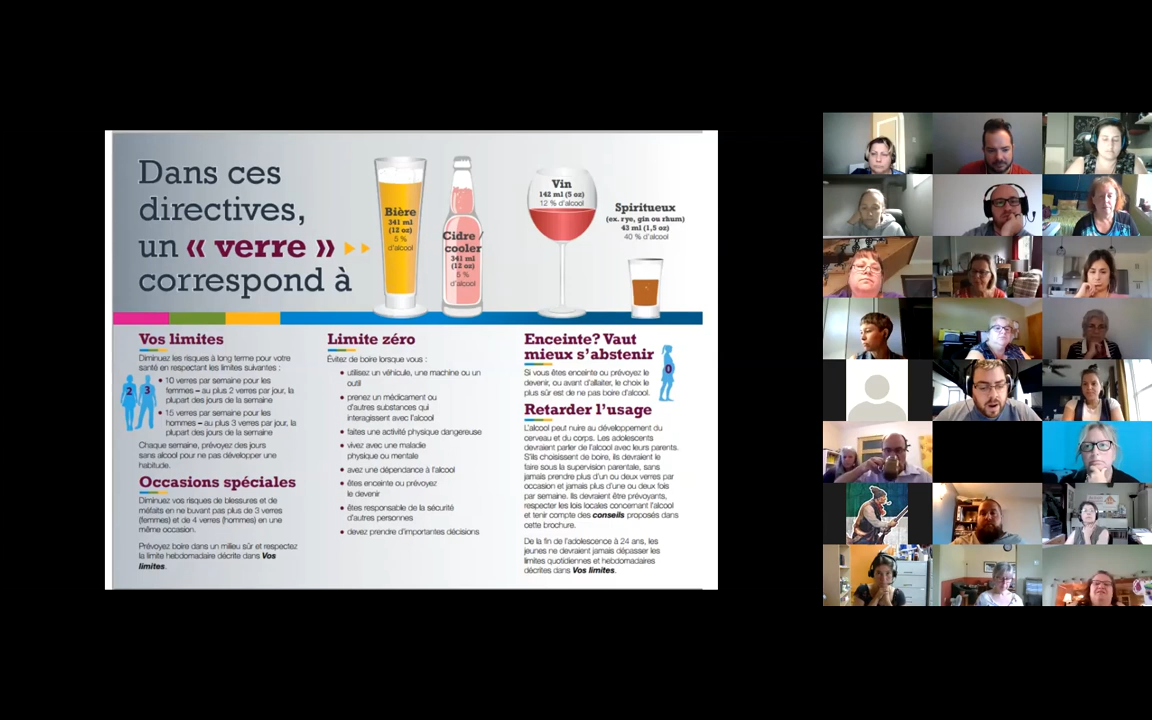 Dans ces
directives,
un « verre »
correspond à
Bière
341 ml
(12 oz)
5 %
d'alcool
Cidre /
cooler
341 ml
(12 oz)
5 %
d'alcool
Vin
142 ml (5 oz)
12 % d'alcool
Spiritueux
(ex. rye, gin ou rhum)
43 ml (1,5 oz)
40 % d'alcool
Vos limites
Diminuez les risques à long terme pour votre
santé en respectant les limites suivantes :
2 3
• 10 verres par semaine pour les
femmes – au plus 2 verres par jour, la
plupart des jours de la semaine
• 15 verres par semaine pour les
hommes – au plus 3 verres par jour, la
plupart des jours de la semaine
Chaque semaine, prévoyez des jours
sans alcool pour ne pas développer une
habitude.
Occasions spéciales
Diminuez vos risques de blessures et de
méfaits en ne buvant pas plus de 3 verres
(femmes) et de 4 verres (hommes) en une
même occasion.
Prévoyez boire dans un milieu sûr et respectez
la limite hebdomadaire décrite dans Vos
limites.
Limite zéro
Évitez de boire lorsque vous :
• utilisez un véhicule, une machine ou un
outil
• prenez un médicament ou
d'autres substances qui
interagissent avec l'alcool
• faites une activité physique dangereuse
• vivez avec une maladie
physique ou mentale
• avez une dépendance à l'alcool
• êtes enceinte ou prévoyez
le devenir
• êtes responsable de la sécurité
d'autres personnes
• devez prendre d'importantes décisions
Enceinte? Vaut
mieux s'abstenir
0
Si vous êtes enceinte ou prévoyez le
devenir, ou avant d'allaiter, le choix le
plus sûr est de ne pas boire d'alcool.
Retarder l'usage
L'alcool peut nuire au développement du
cerveau et du corps. Les adolescents
devraient parler de l'alcool avec leurs parents.
S'ils choisissent de boire, ils devraient le
faire sous la supervision parentale, sans
jamais prendre plus d'un ou deux verres par
occasion et jamais plus d'une ou deux fois
par semaine. Ils devraient être prévoyants,
respecter les lois locales concernant l'alcool
et tenir compte des conseils proposés dans
cette brochure.
De la fin de l'adolescence à 24 ans, les
jeunes ne devraient jamais dépasser les
limites quotidiennes et hebdomadaires
décrites dans Vos limites.